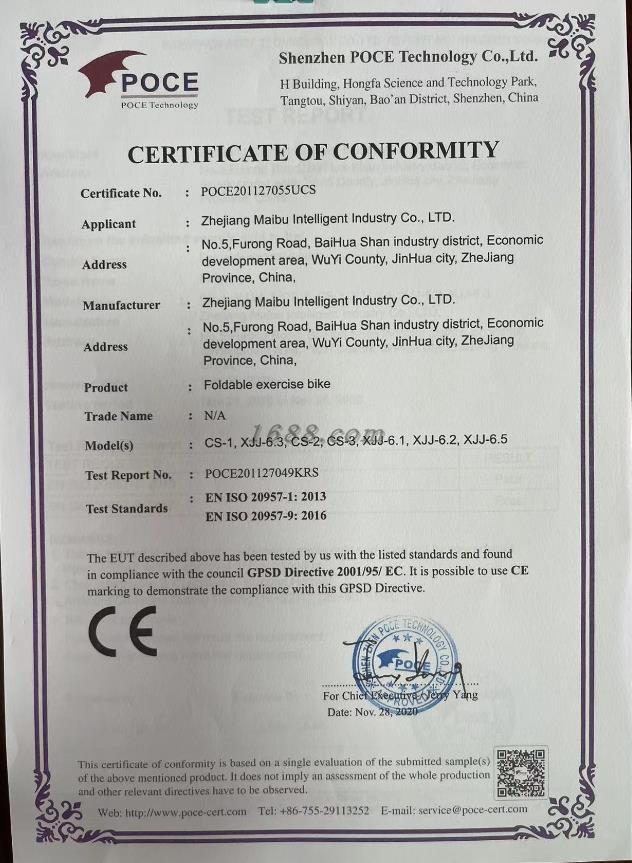 POCE
POCE Technology
Shenzhen POCE Technology Co.,Ltd.
H Building, Hongfa Science and Technology Park,
Tangtou, Shiyan, Bao'an District, Shenzhen, China
CERTIFICATE OF CONFORMITY
Certificate No. : POCE201127055UCS
Applicant : Zhejiang Maibu Intelligent Industry Co., LTD.
Address : No.5,Furong Road, BaiHua Shan industry district, Economic
development area, WuYi County, JinHua city, ZheJiang
Province, China,
Manufacturer : Zhejiang Maibu Intelligent Industry Co., LTD.
Address : No.5,Furong Road, BaiHua Shan industry district, Economic
development area, WuYi County, JinHua city, ZheJiang
Province, China,
Product : Foldable exercise bike
Trade Name : N/A
1688.com
Model(s) : CS-1, XJJ-6.3, CS-2, CS-3, XJJ-6.1, XJJ-6.2, XJJ-6.5
Test Report No. : POCE201127049KRS
Test Standards : EN ISO 20957-1: 2013
EN ISO 20957-9: 2016
The EUT described above has been tested by us with the listed standards and found
in compliance with the council GPSD Directive 2001/95/ EC. It is possible to use CE
marking to demonstrate the compliance with this GPSD Directive.
CE
SHENZHEN POCE TECHNOLOGY CO.,LTD.
POCE
APPROVED
For Chief Executive /Jerry Yang
Date: Nov. 28, 2020
This certificate of conformity is based on a single evaluation of the submitted sample(s)
of the above mentioned product. It does not imply an assessment of the whole production
and other relevant directives have to be observed.
Web: http://www.poce-cert.com Tel: +86-755-29113252 E-mail: service@poce-cert.com